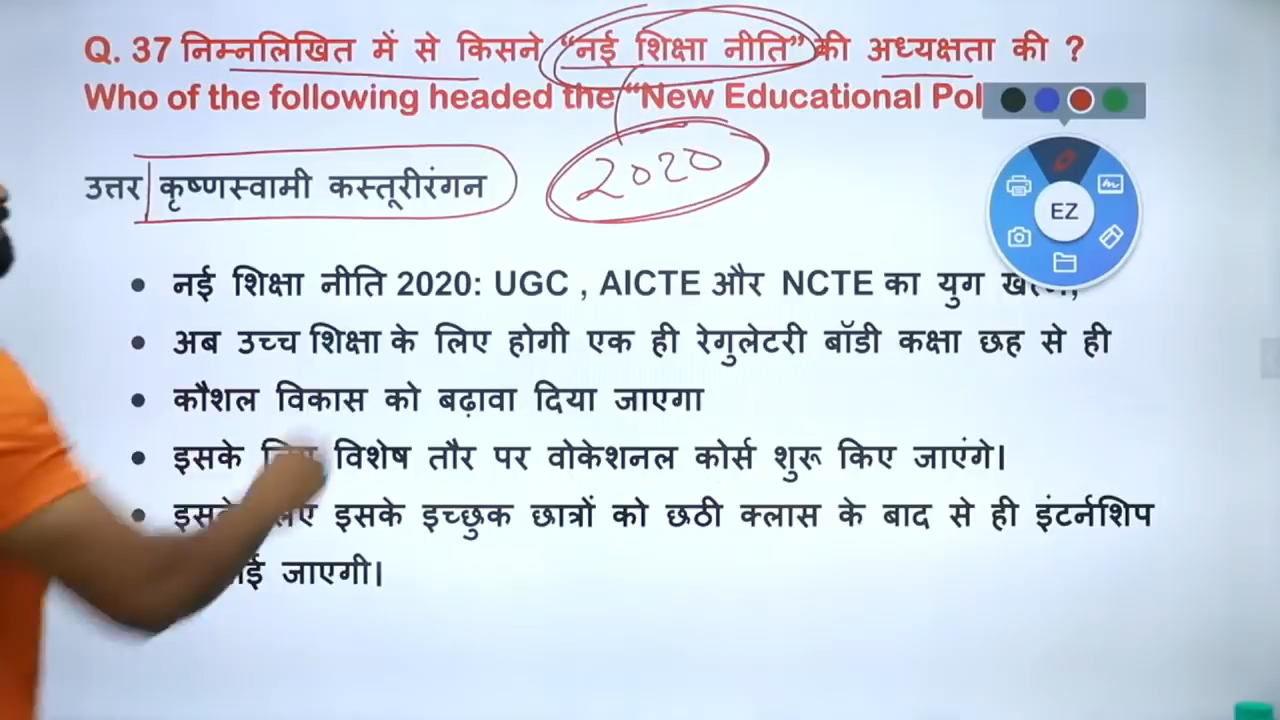 Q. 37 निम्नलिखित में से किसने “नई शिक्षा नीति” की अध्यक्षता की ?
Who of the following headed the “New Educational Pol
उत्तर कृष्णस्वामी कस्तूरीरंगन
2020
• नई शिक्षा नीति 2020: UGC , AICTE और NCTE का युग
• अब उच्च शिक्षा के लिए होगी एक ही रेगुलेटरी बॉडी कक्षा छह से ही
• कौशल विकास को बढ़ावा दिया जाएगा
• इसके विशेष तौर पर वोकेशनल कोर्स शुरू किए जाएंगे।
• इसके इच्छुक छात्रों को छठी क्लास के बाद से ही इंटर्नशिप
जाएगी।
EZ